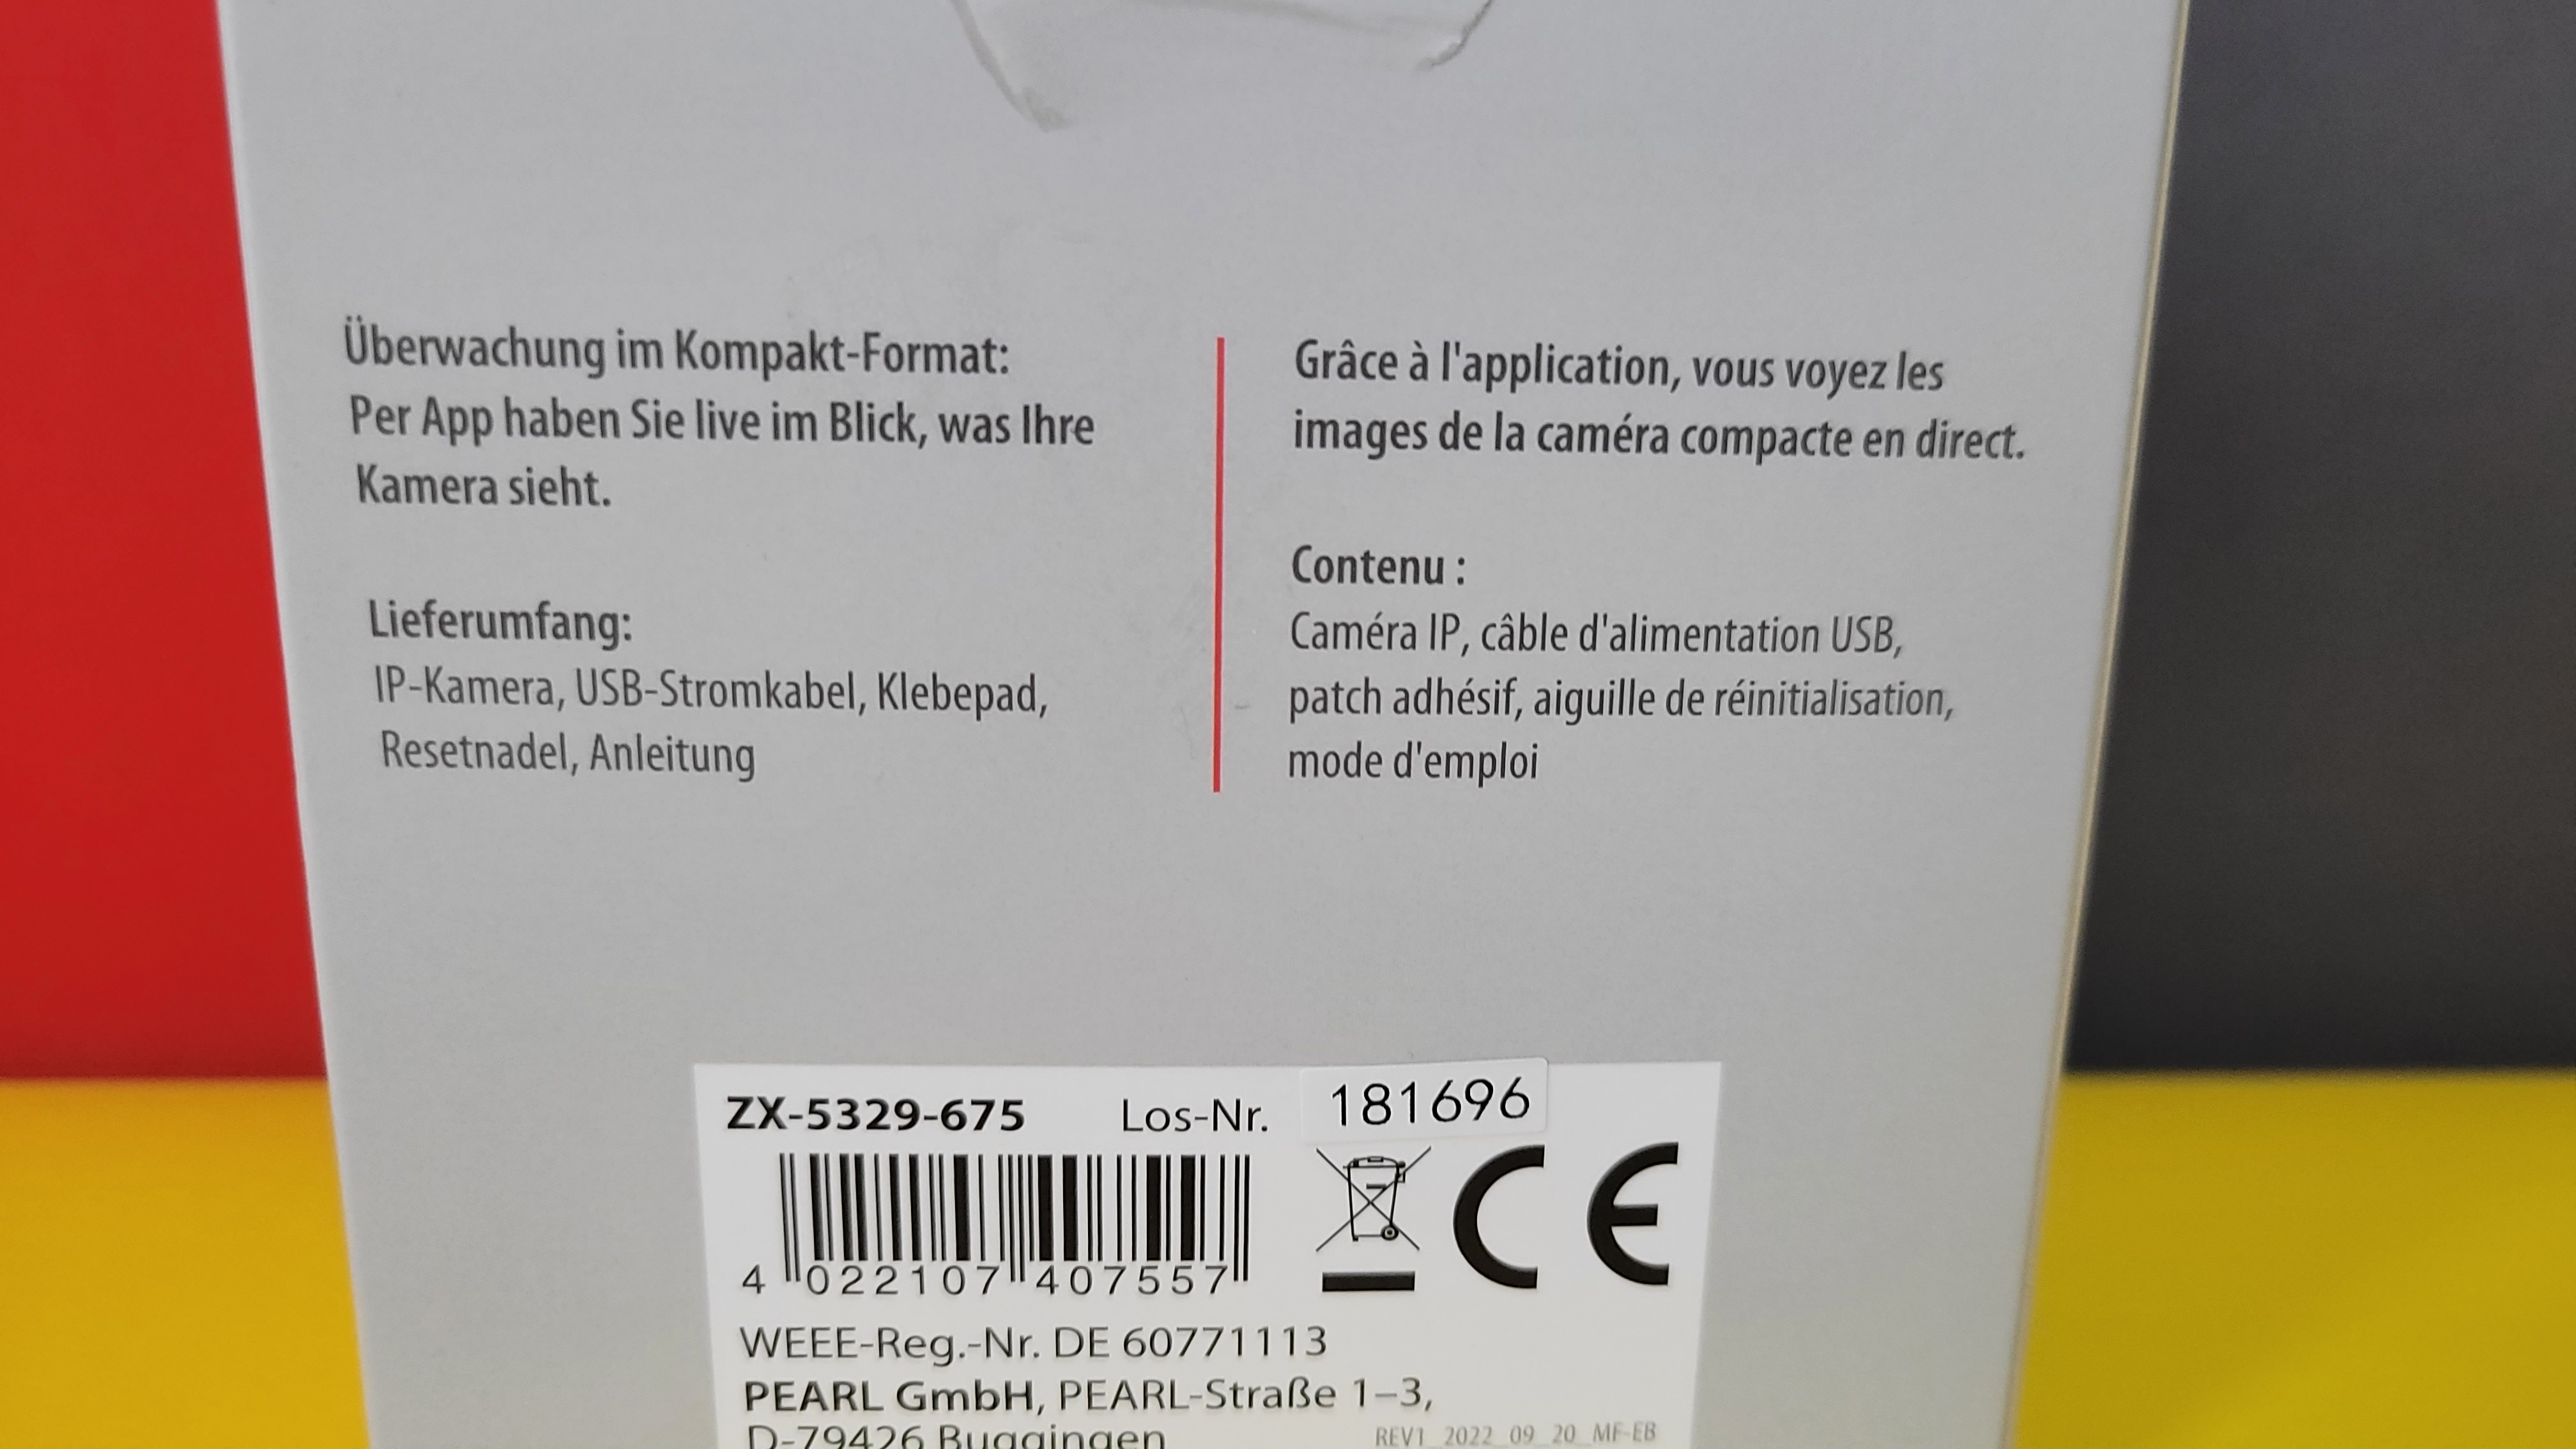 Überwachung im Kompakt-Format:
Per App haben Sie live im Blick, was Ihre
Kamera sieht.
Lieferumfang:
IP-Kamera, USB-Stromkabel, Klebepad,
Resetnadel, Anleitung
Grâce à l'application, vous voyez les
images de la caméra compacte en direct.
Contenu :
Caméra IP, câble d'alimentation USB,
patch adhésif, aiguille de réinitialisation,
mode d'emploi
ZX-5329-675 Los-Nr. 181696
4 022107 407557
CE
WEEE-Reg.-Nr. DE 60771113
PEARL GmbH, PEARL-Straße 1–3,
D-79426 Buggingen
REV1_2022_09_20_MF-EB